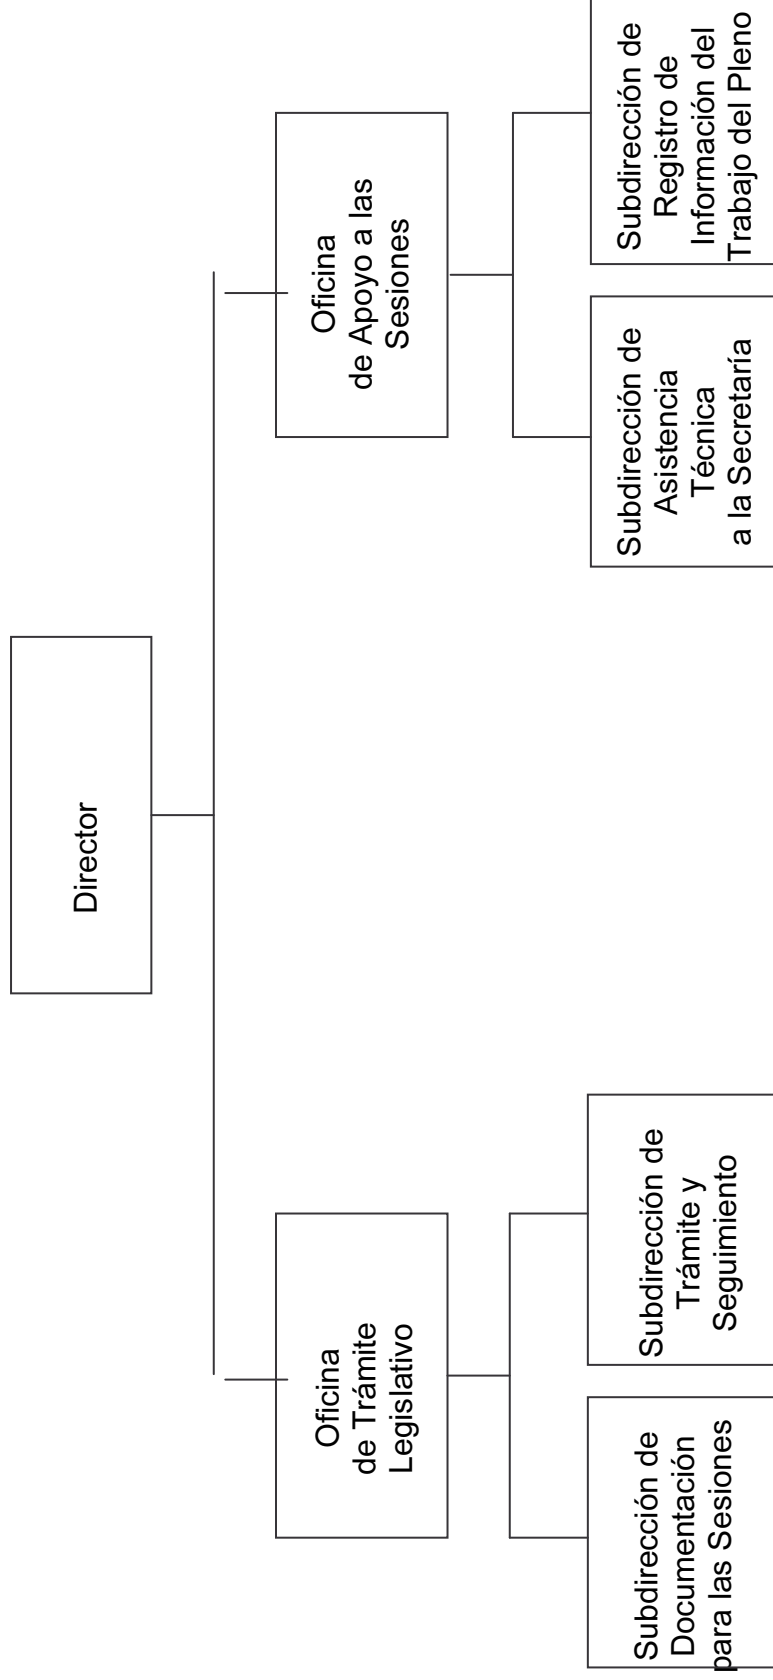 Director
Oficina
de Trámite
Legislativo
Oficina
de Apoyo a las
Sesiones
Subdirección de
Documentación
para las Sesiones
Subdirección de
Trámite y
Seguimiento
Subdirección de
Asistencia
Técnica
a la Secretaría
Subdirección de
Registro de
Información del
Trabajo del Pleno